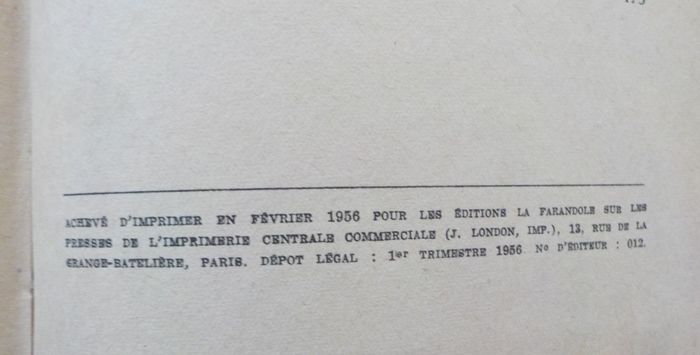 ACHEVÉ D'IMPRIMER EN FÉVRIER 1956 POUR LES ÉDITIONS LA FARANDOLE SUR LES
PRESSES DE L'IMPRIMERIE CENTRALE COMMERCIALE (J. LONDON, IMP.), 13, RUE DE LA
GRANGE-BATELIÈRE, PARIS. DÉPOT LÉGAL : 1er TRIMESTRE 1956. No D'ÉDITEUR : 012.